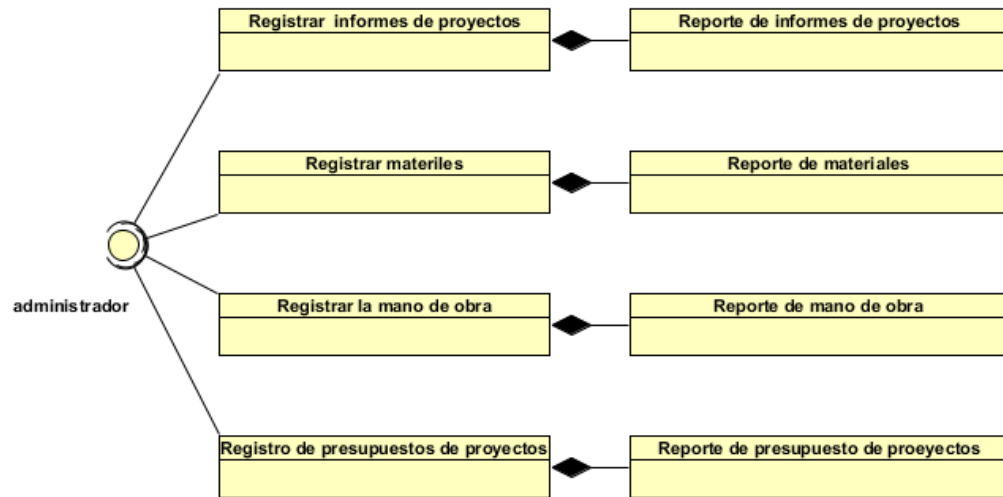 Registrar informes de proyectos
Reporte de informes de proyectos
Registrar materiles
Reporte de materiales
administrador
Registrar la mano de obra
Reporte de mano de obra
Registro de presupuestos de proyectos
Reporte de presupuesto de proeyectos